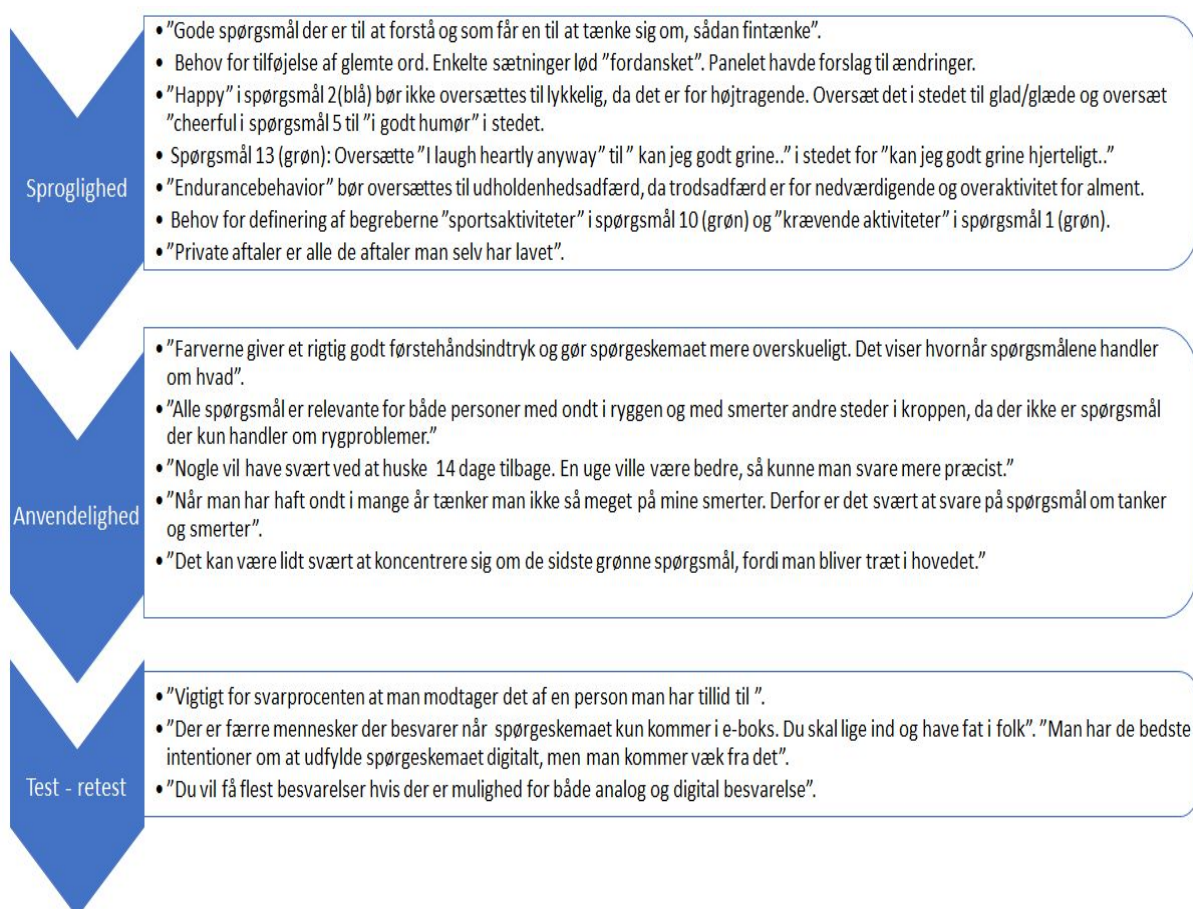 Sproglighed
• "Gode spørgsmål der er til at forstå og som får en til at tænke sig om, sådan fintænke".
• Behov for tilføjelse af glemte ord. Enkelte sætninger lød "fordansket". Panelet havde forslag til ændringer.
• "Happy" i spørgsmål 2(blå) bør ikke oversættes til lykkelig, da det er for højtragende. Oversæt det i stedet til glad/glæde og oversæt
"cheerful i spørgsmål 5 til "i godt humør" i stedet.
• Spørgsmål 13 (grøn): Oversætte "I laugh heartly anyway" til " kan jeg godt grine.." i stedet for "kan jeg godt grine hjerteligt.."
• "Endurancebehavior" bør oversættes til udholdenhedsadfærd, da trodsadfærd er for nedværdigende og overaktivitet for alment.
• Behov for definering af begreberne "sportsaktiviteter" i spørgsmål 10 (grøn) og "krævende aktiviteter" i spørgsmål 1 (grøn).
• "Private aftaler er alle de aftaler man selv har lavet".
Anvendelighed
• "Farverne giver et rigtig godt førstehåndsindtryk og gør spørgeskemaet mere overskueligt. Det viser hvornår spørgsmålene handler
om hvad".
• "Alle spørgsmål er relevante for både personer med ondt i ryggen og med smerter andre steder i kroppen, da der ikke er spørgsmål
der kun handler om rygproblemer."
• "Nogle vil have svært ved at huske 14 dage tilbage. En uge ville være bedre, så kunne man svare mere præcist."
• "Når man har haft ondt i mange år tænker man ikke så meget på mine smerter. Derfor er det svært at svare på spørgsmål om tanker
og smerter".
• "Det kan være lidt svært at koncentrere sig om de sidste grønne spørgsmål, fordi man bliver træt i hovedet."
Test - retest
• "Vigtigt for svarprocenten at man modtager det af en person man har tillid til ".
• "Der er færre mennesker der besvarer når spørgeskemaet kun kommer i e-boks. Du skal lige ind og have fat i folk". "Man har de bedste
intentioner om at udfylde spørgeskemaet digitalt, men man kommer væk fra det".
• "Du vil få flest besvarelser hvis der er mulighed for både analog og digital besvarelse".